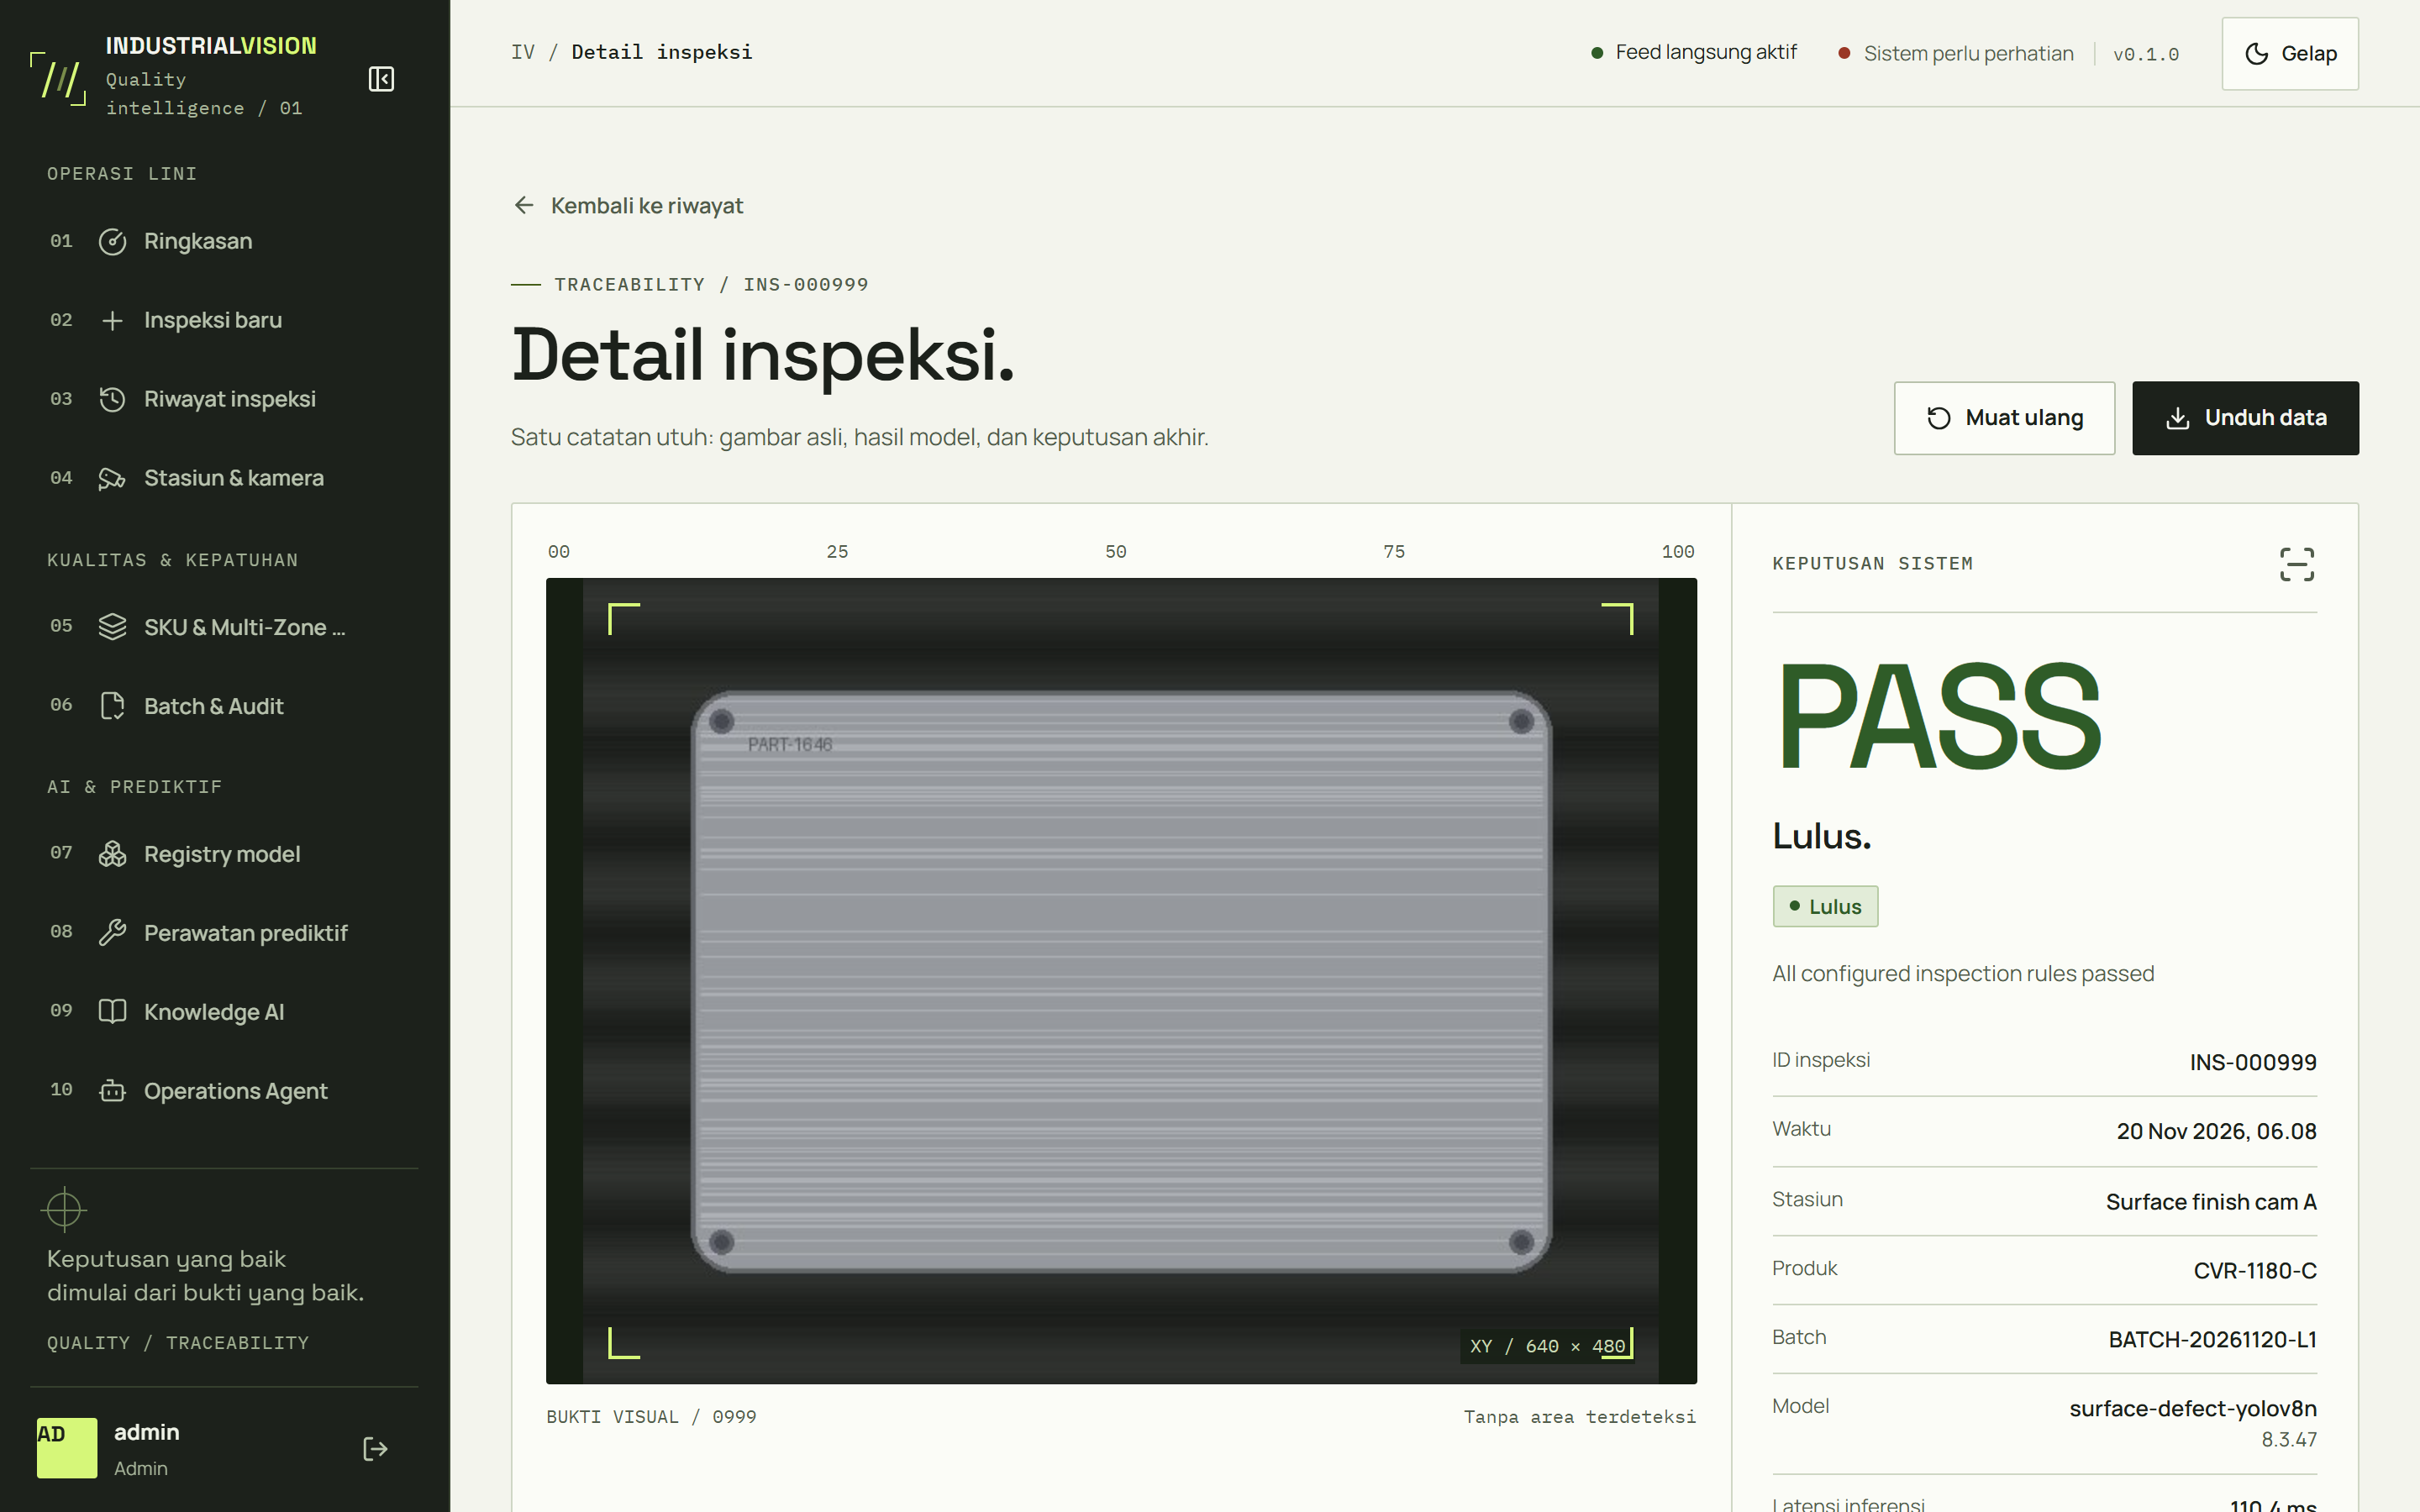 INDUSTRIALVISION
Quality
intelligence / 01
OPERASI LINI
01 Ringkasan
02 Inspeksi baru
03 Riwayat inspeksi
04 Stasiun & kamera
KUALITAS & KEPATUHAN
05 SKU & Multi-Zone ...
06 Batch & Audit
AI & PREDIKTIF
07 Registry model
08 Perawatan prediktif
09 Knowledge AI
10 Operations Agent
Keputusan yang baik
dimulai dari bukti yang baik.
QUALITY / TRACEABILITY
AD
admin
Admin
IV / Detail inspeksi
Feed langsung aktif
Sistem perlu perhatian
v0.1.0
Gelap
Kembali ke riwayat
TRACEABILITY / INS-000999
Detail inspeksi.
Satu catatan utuh: gambar asli, hasil model, dan keputusan akhir.
Muat ulang
Unduh data
00 25 50 75 100
PART-1646
XY / 640 × 480
BUKTI VISUAL / 0999
Tanpa area terdeteksi
KEPUTUSAN SISTEM
PASS
Lulus.
Lulus
All configured inspection rules passed
ID inspeksi INS-000999
Waktu 20 Nov 2026, 06.08
Stasiun Surface finish cam A
Produk CVR-1180-C
Batch BATCH-20261120-L1
Model surface-defect-yolov8n
8.3.47
Latensi inferensi 110.4 ms